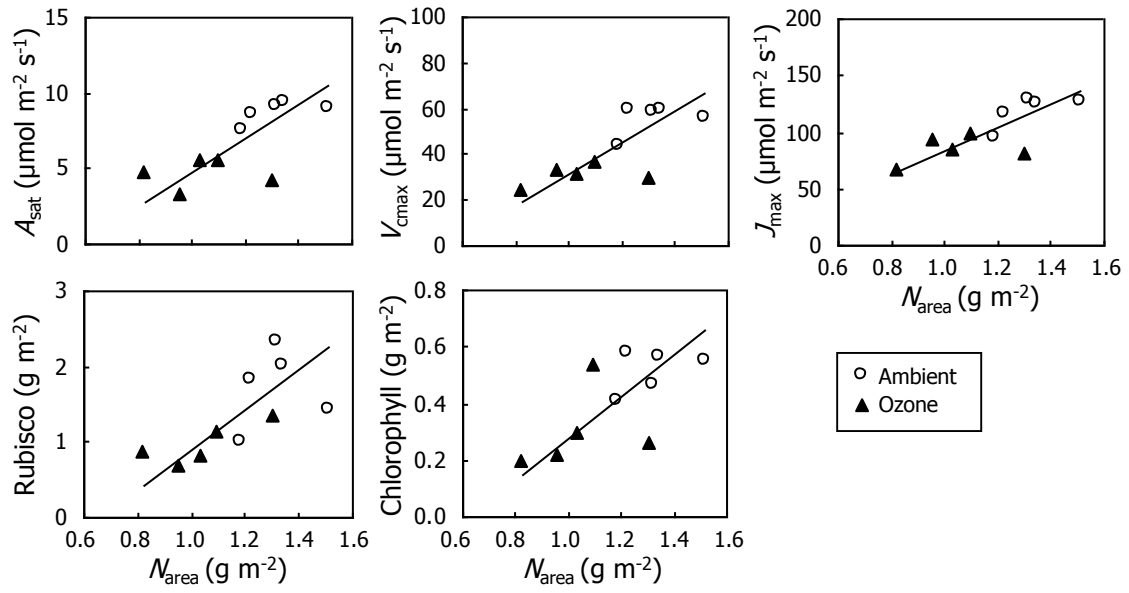 A_sat (µmol m⁻² s⁻¹)
15
10
5
0
V_cmax (µmol m⁻² s⁻¹)
100
80
60
40
20
0
J_max (µmol m⁻² s⁻¹)
200
150
100
50
0
0.6 0.8 1.0 1.2 1.4 1.6
N_area (g m⁻²)
Rubisco (g m⁻²)
3
2
1
0
0.6 0.8 1.0 1.2 1.4 1.6
N_area (g m⁻²)
Chlorophyll (g m⁻²)
0.8
0.6
0.4
0.2
0.0
0.6 0.8 1.0 1.2 1.4 1.6
N_area (g m⁻²)
Ambient
Ozone